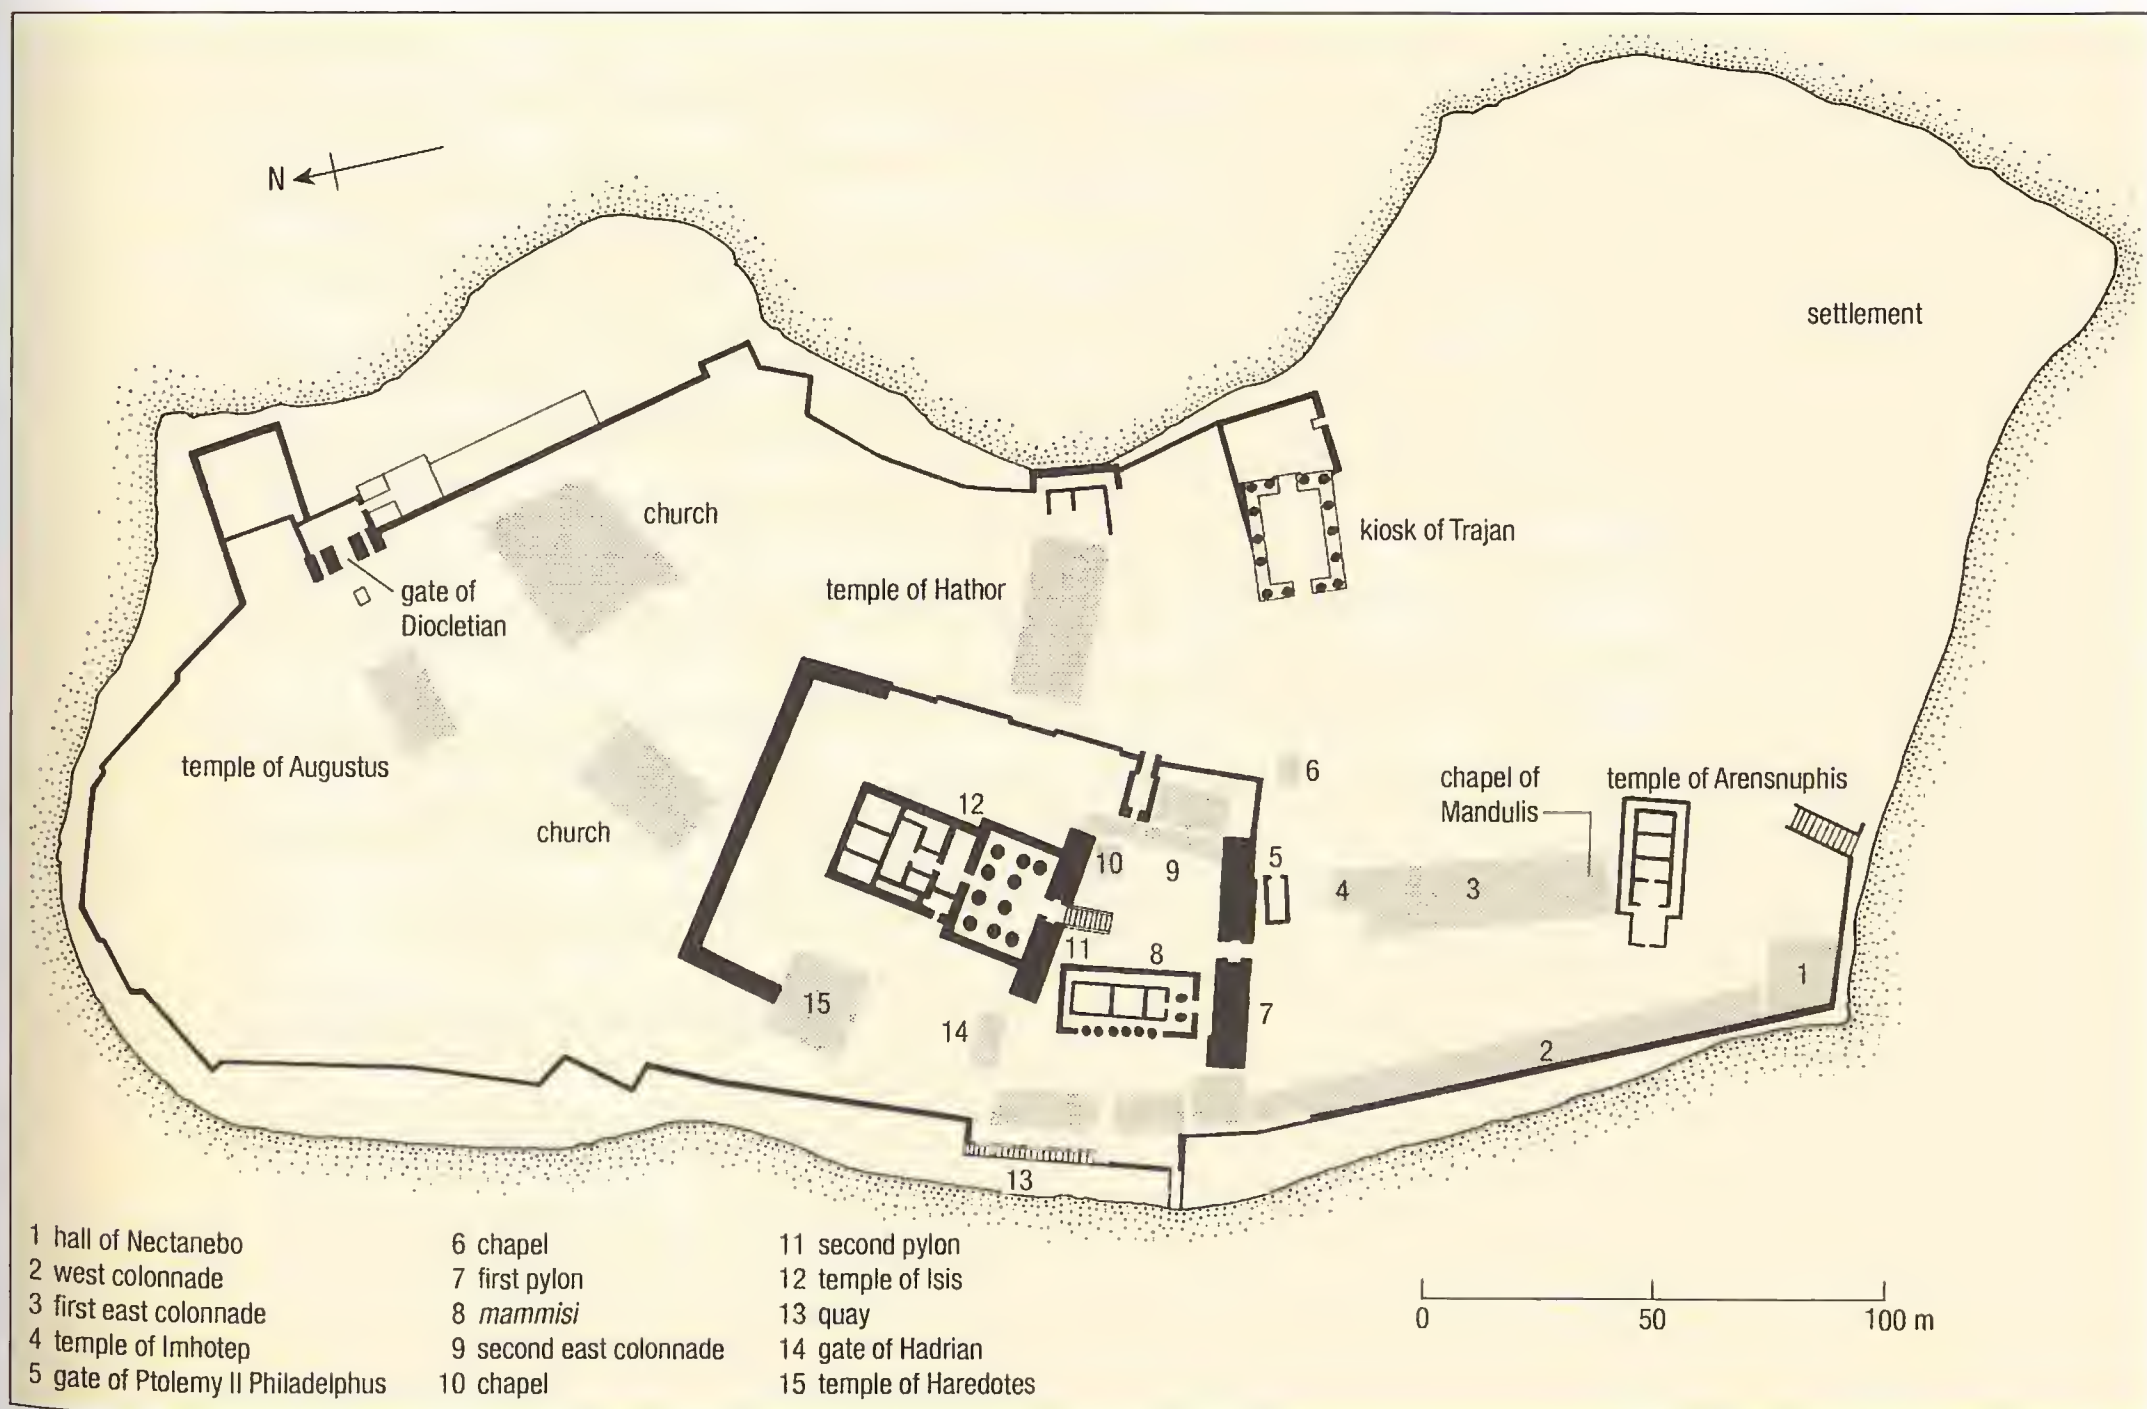 N
settlement
church
kiosk of Trajan
temple of Hathor
gate of
Diocletian
temple of Augustus
church
12
6
chapel of
Mandulis
temple of Arensnuphis
10
9
5
4
3
11
8
1
15
14
7
2
13
1 hall of Nectanebo
2 west colonnade
3 first east colonnade
4 temple of Imhotep
5 gate of Ptolemy II Philadelphus
6 chapel
7 first pylon
8 mammisi
9 second east colonnade
10 chapel
11 second pylon
12 temple of Isis
13 quay
14 gate of Hadrian
15 temple of Haredotes
0 50 100 m